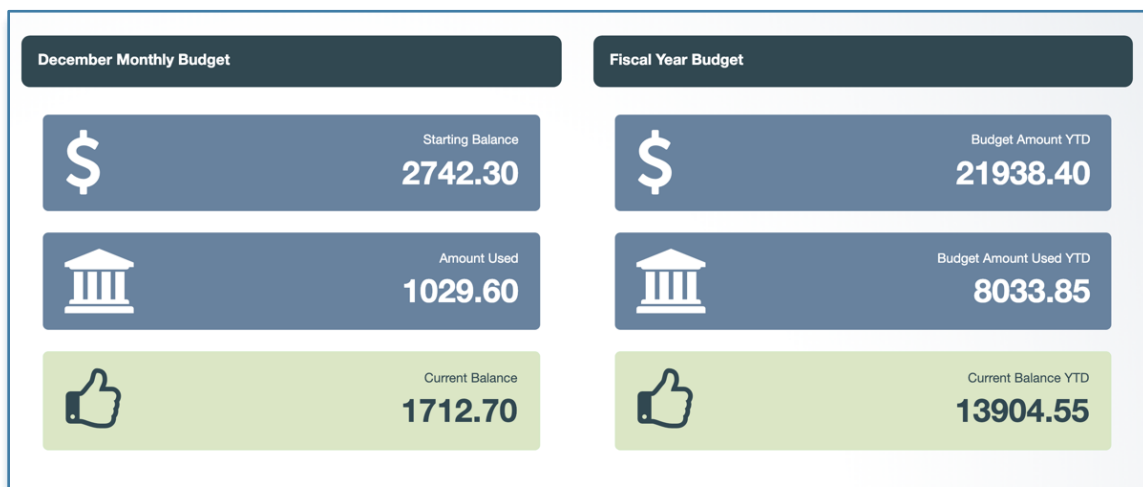 December Monthly Budget
Starting Balance
2742.30
Amount Used
1029.60
Current Balance
1712.70
Fiscal Year Budget
Budget Amount YTD
21938.40
Budget Amount Used YTD
8033.85
Current Balance YTD
13904.55